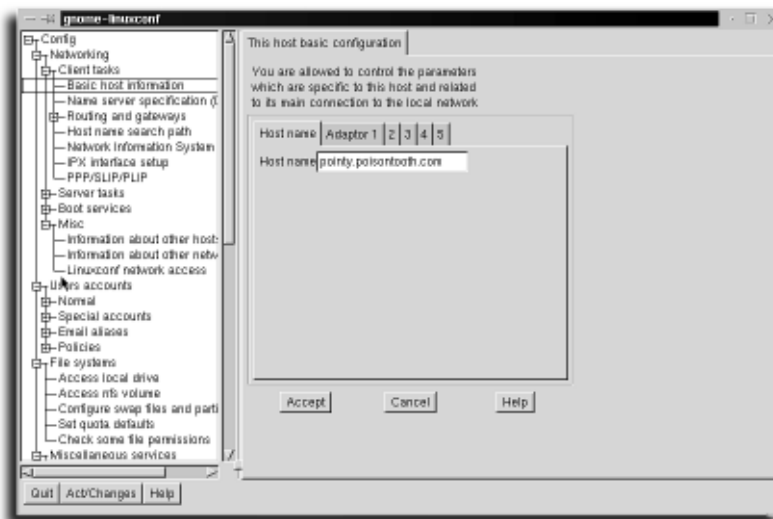 gnome-linuxconf
Config
Networking
Client tasks
Basic host information
Name server specification (D
Routing and gateways
Host name search path
Network Information System
IPX interface setup
PPP/SLIP/PLIP
Server tasks
Boot services
Misc
Information about other hosts
Information about other netw
Linuxconf network access
Users accounts
Normal
Special accounts
Email aliases
Policies
File systems
Access local drive
Access nfs volume
Configure swap files and parti
Set quota defaults
Check some file permissions
Miscellaneous services
Quit
Act/Changes
Help
This host basic configuration
You are allowed to control the parameters
which are specific to this host and related
to its main connection to the local network
Host name
Adaptor 1
2
3
4
5
Host name pointy.poisontooth.com
Accept
Cancel
Help